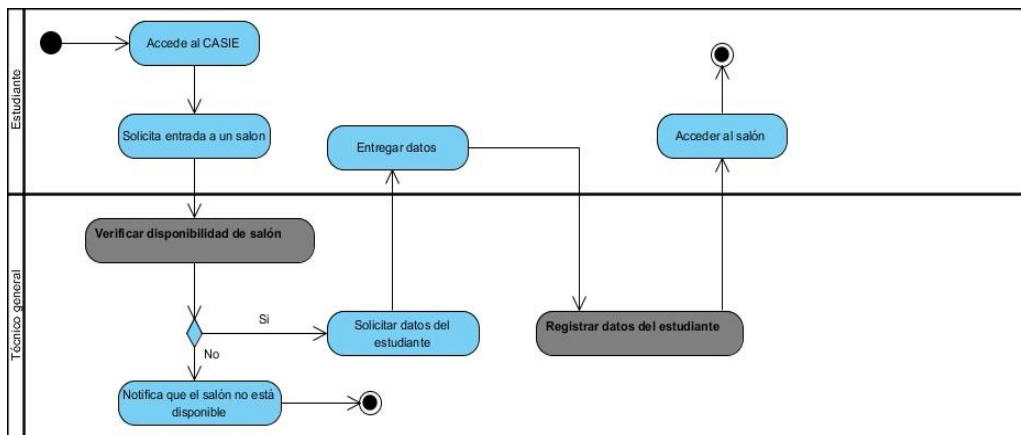 Estudiante
Accede al CASIE
Solicita entrada a un salon
Entregar datos
Acceder al salón
Técnico general
Verificar disponibilidad de salón
Si
No
Solicitar datos del
estudiante
Registrar datos del estudiante
Notifica que el salón no está
disponible